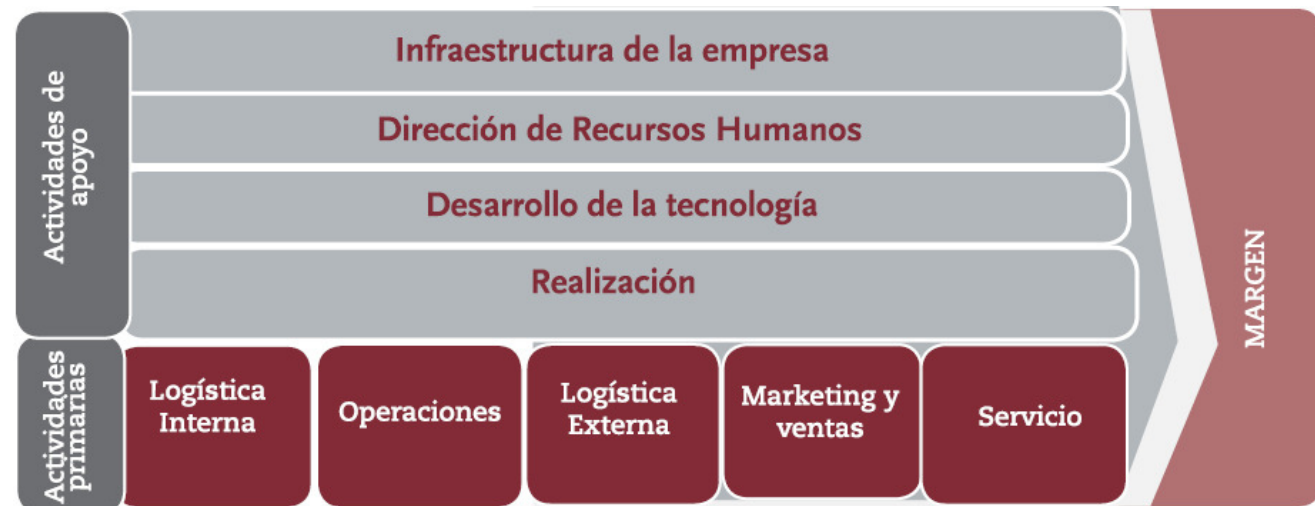 Actividades de
apoyo
Infraestructura de la empresa
Dirección de Recursos Humanos
Desarrollo de la tecnología
Realización
Actividades
primarias
Logística
Interna
Operaciones
Logística
Externa
Marketing y
ventas
Servicio
MARGEN